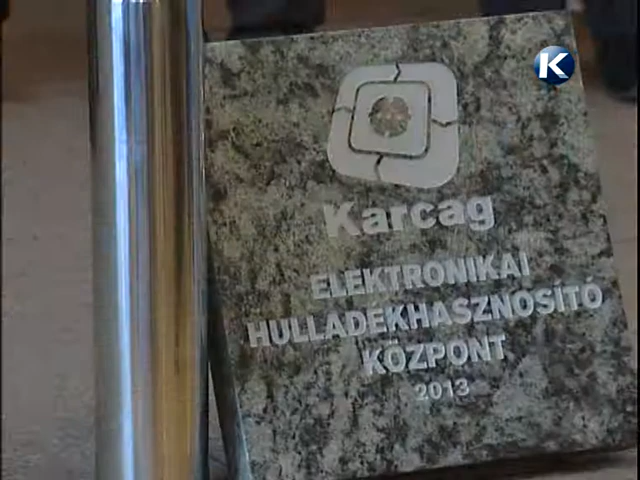 K
Karcag
ELEKTRONIKAI
HULLADÉKHASZNOSÍTÓ
KÖZPONT
2013